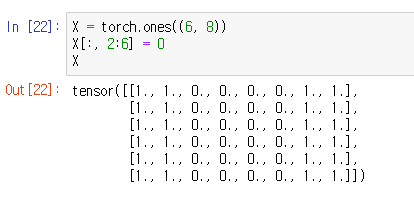 In [22]: X = torch.ones((6, 8))
X[:, 2:6] = 0
X
Out[22]: tensor([[1., 1., 0., 0., 0., 0., 1., 1.],
[1., 1., 0., 0., 0., 0., 1., 1.],
[1., 1., 0., 0., 0., 0., 1., 1.],
[1., 1., 0., 0., 0., 0., 1., 1.],
[1., 1., 0., 0., 0., 0., 1., 1.],
[1., 1., 0., 0., 0., 0., 1., 1.]])